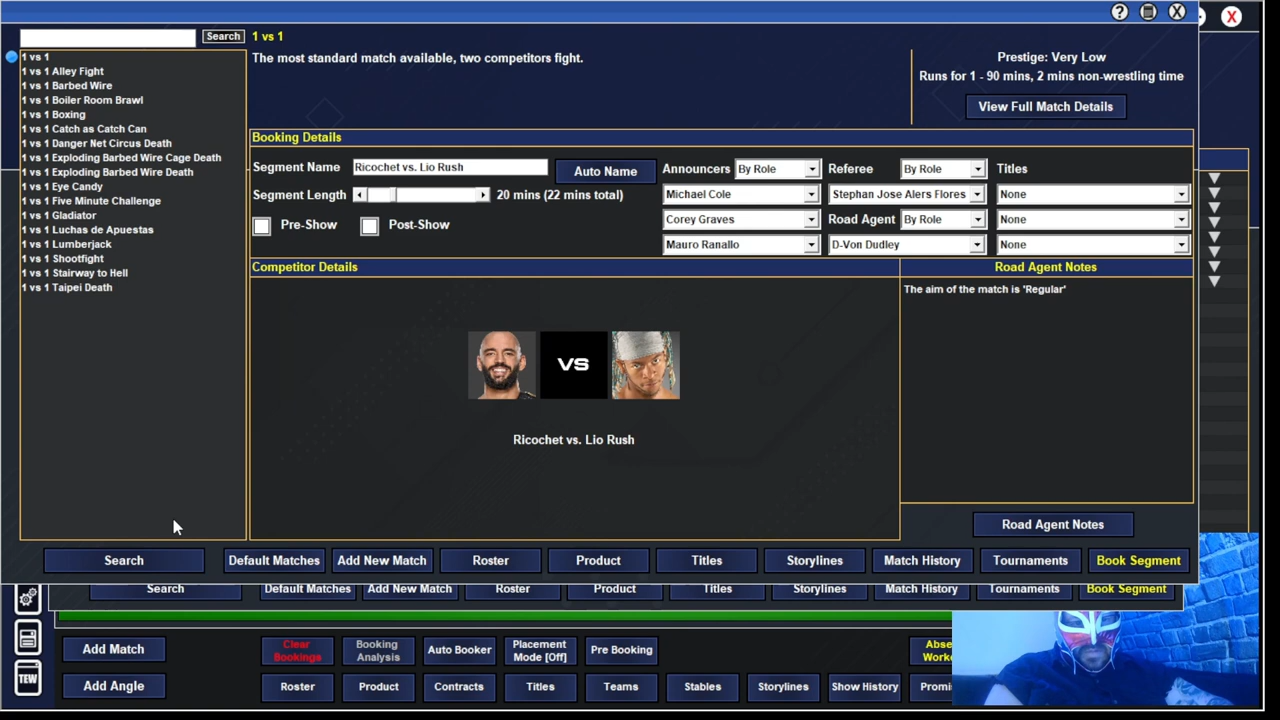 Search
1 vs 1
1 vs 1
1 vs 1 Alley Fight
1 vs 1 Barbed Wire
1 vs 1 Boiler Room Brawl
1 vs 1 Boxing
1 vs 1 Catch as Catch Can
1 vs 1 Danger Net Circus Death
1 vs 1 Exploding Barbed Wire Cage Death
1 vs 1 Exploding Barbed Wire Death
1 vs 1 Eye Candy
1 vs 1 Five Minute Challenge
1 vs 1 Gladiator
1 vs 1 Luchas de Apuestas
1 vs 1 Lumberjack
1 vs 1 Shootfight
1 vs 1 Stairway to Hell
1 vs 1 Taipei Death
The most standard match available, two competitors fight.
Prestige: Very Low
Runs for 1 - 90 mins, 2 mins non-wrestling time
View Full Match Details
Booking Details
Segment Name Ricochet vs. Lio Rush Auto Name
Segment Length 20 mins (22 mins total)
Pre-Show Post-Show
Announcers By Role
Michael Cole
Corey Graves
Mauro Ranallo
Referee By Role
Stephan Jose Alers Flores
Road Agent By Role
D-Von Dudley
Titles
None
None
None
Competitor Details
VS
Ricochet vs. Lio Rush
Road Agent Notes
The aim of the match is 'Regular'
Road Agent Notes
Search Default Matches Add New Match Roster Product Titles Storylines Match History Tournaments Book Segment
Search Default Matches Add New Match Roster Product Titles Storylines Match History Tournaments Book Segment
Add Match
Clear Bookings
Booking Analysis
Auto Booker
Placement Mode [Off]
Pre Booking
TEW
Add Angle Roster Product Contracts Titles Teams Stables Storylines Show History